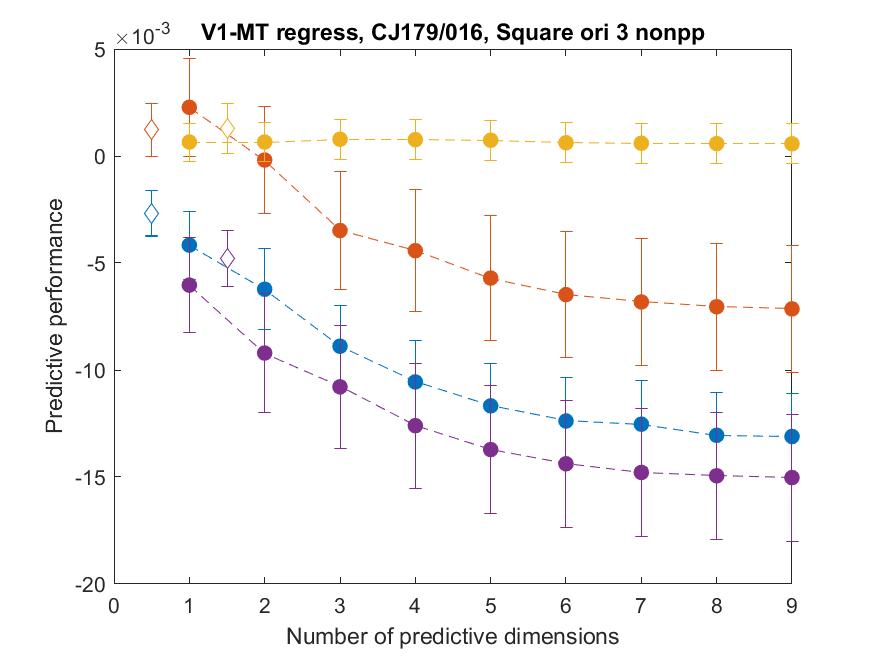 ×10-3
V1-MT regress, CJ179/016, Square ori 3 nonpp
5
0
-5
-10
-15
-20
Predictive performance
0 1 2 3 4 5 6 7 8 9
Number of predictive dimensions